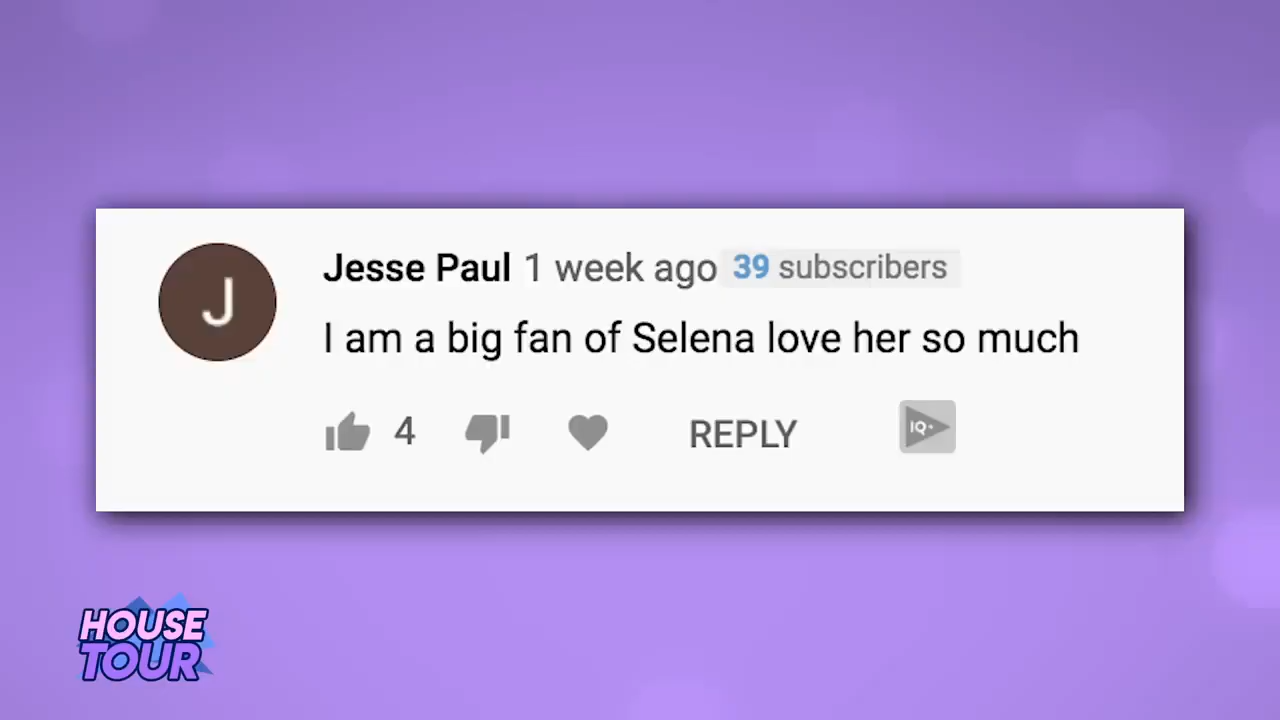 J
Jesse Paul 1 week ago 39 subscribers
I am a big fan of Selena love her so much
4 REPLY IQ
HOUSE
TOUR